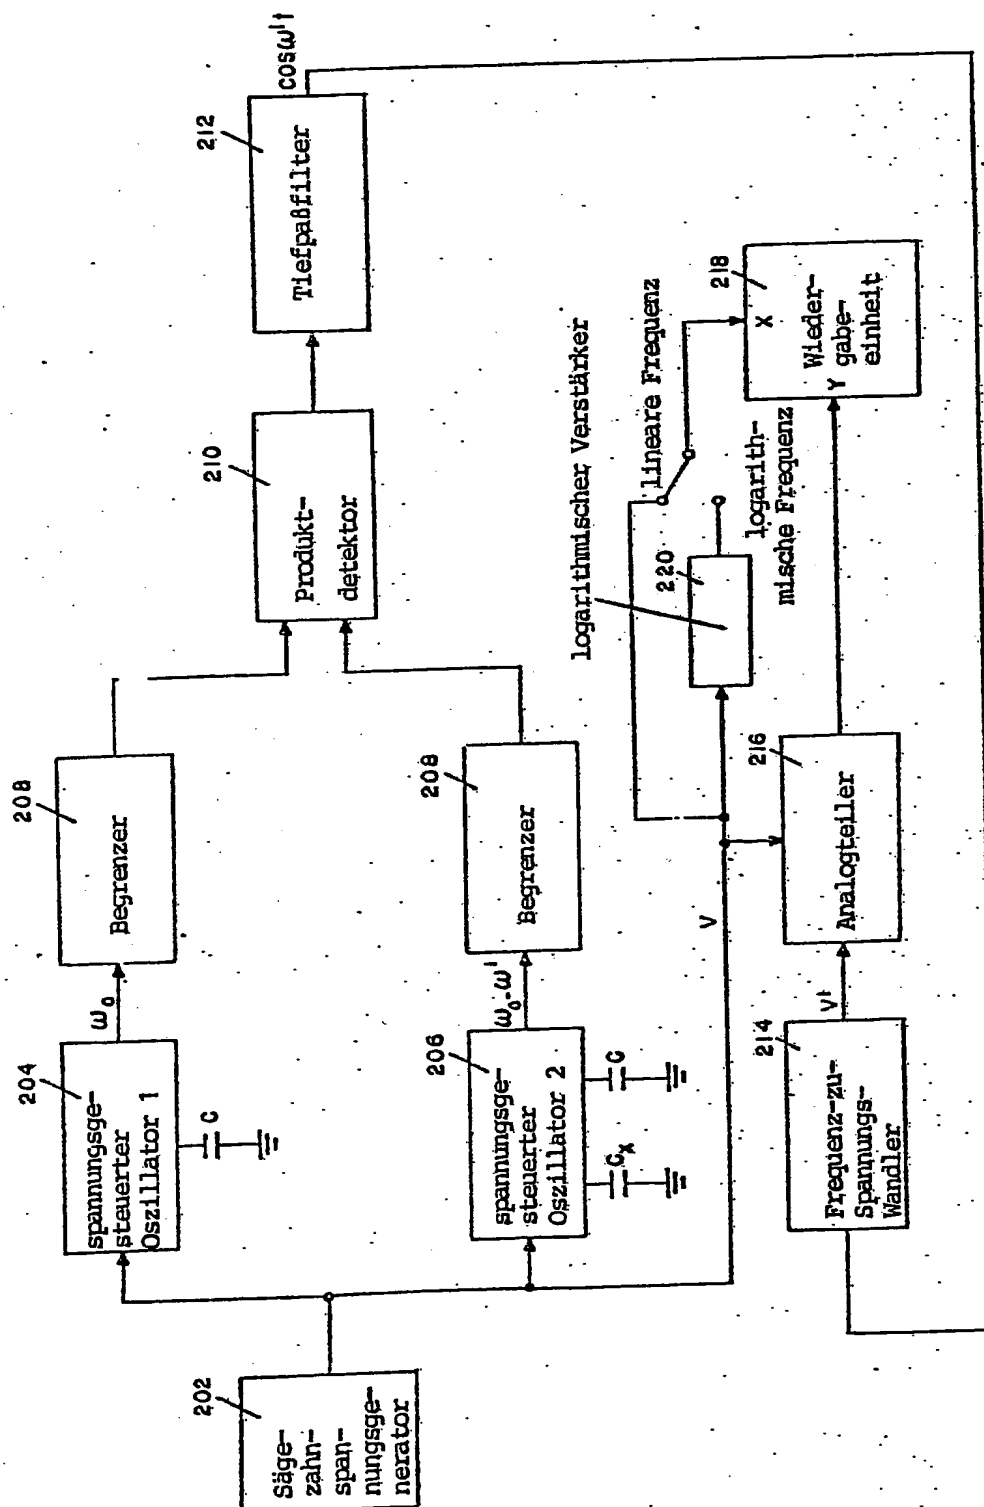 202
Säge-
zahn-
span-
nungsge-
nerator
204
spannungsge-
steuerter
Oszillator 1
C
ω₀
208
Begrenzer
206
spannungsge-
steuerter
Oszillator 2
Cₓ
C
ω₀-ω'
208
Begrenzer
210
Produkt-
detektor
212
Tiefpaßfilter
cosω't
V
logarithmischer Verstärker
220
lineare Frequenz
logarith-
mische Frequenz
214
Frequenz-zu-
Spannungs-
Wandler
V'
216
Analogteiler
218
X
Y
Wieder-
gabe-
einheit